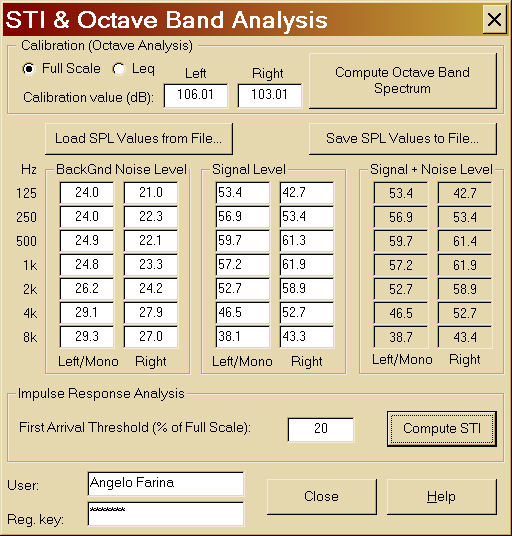 STI & Octave Band Analysis
Calibration (Octave Analysis)
Full Scale Leq Left Right
Calibration value (dB): 106.01 103.01
Compute Octave Band
Spectrum
Load SPL Values from File... Save SPL Values to File...
Hz BackGnd Noise Level Signal Level Signal + Noise Level
125 24.0 21.0 53.4 42.7 53.4 42.7
250 24.0 22.3 56.9 53.4 56.9 53.4
500 24.9 22.1 59.7 61.3 59.7 61.4
1k 24.8 23.3 57.2 61.9 57.2 61.9
2k 26.2 24.2 52.7 58.9 52.7 58.9
4k 29.1 27.9 46.5 52.7 46.5 52.7
8k 29.3 27.0 38.1 43.3 38.7 43.4
Left/Mono Right Left/Mono Right Left/Mono Right
Impulse Response Analysis
First Arrival Threshold (% of Full Scale): 20 Compute STI
User: Angelo Farina
Close Help
Reg. key: ********